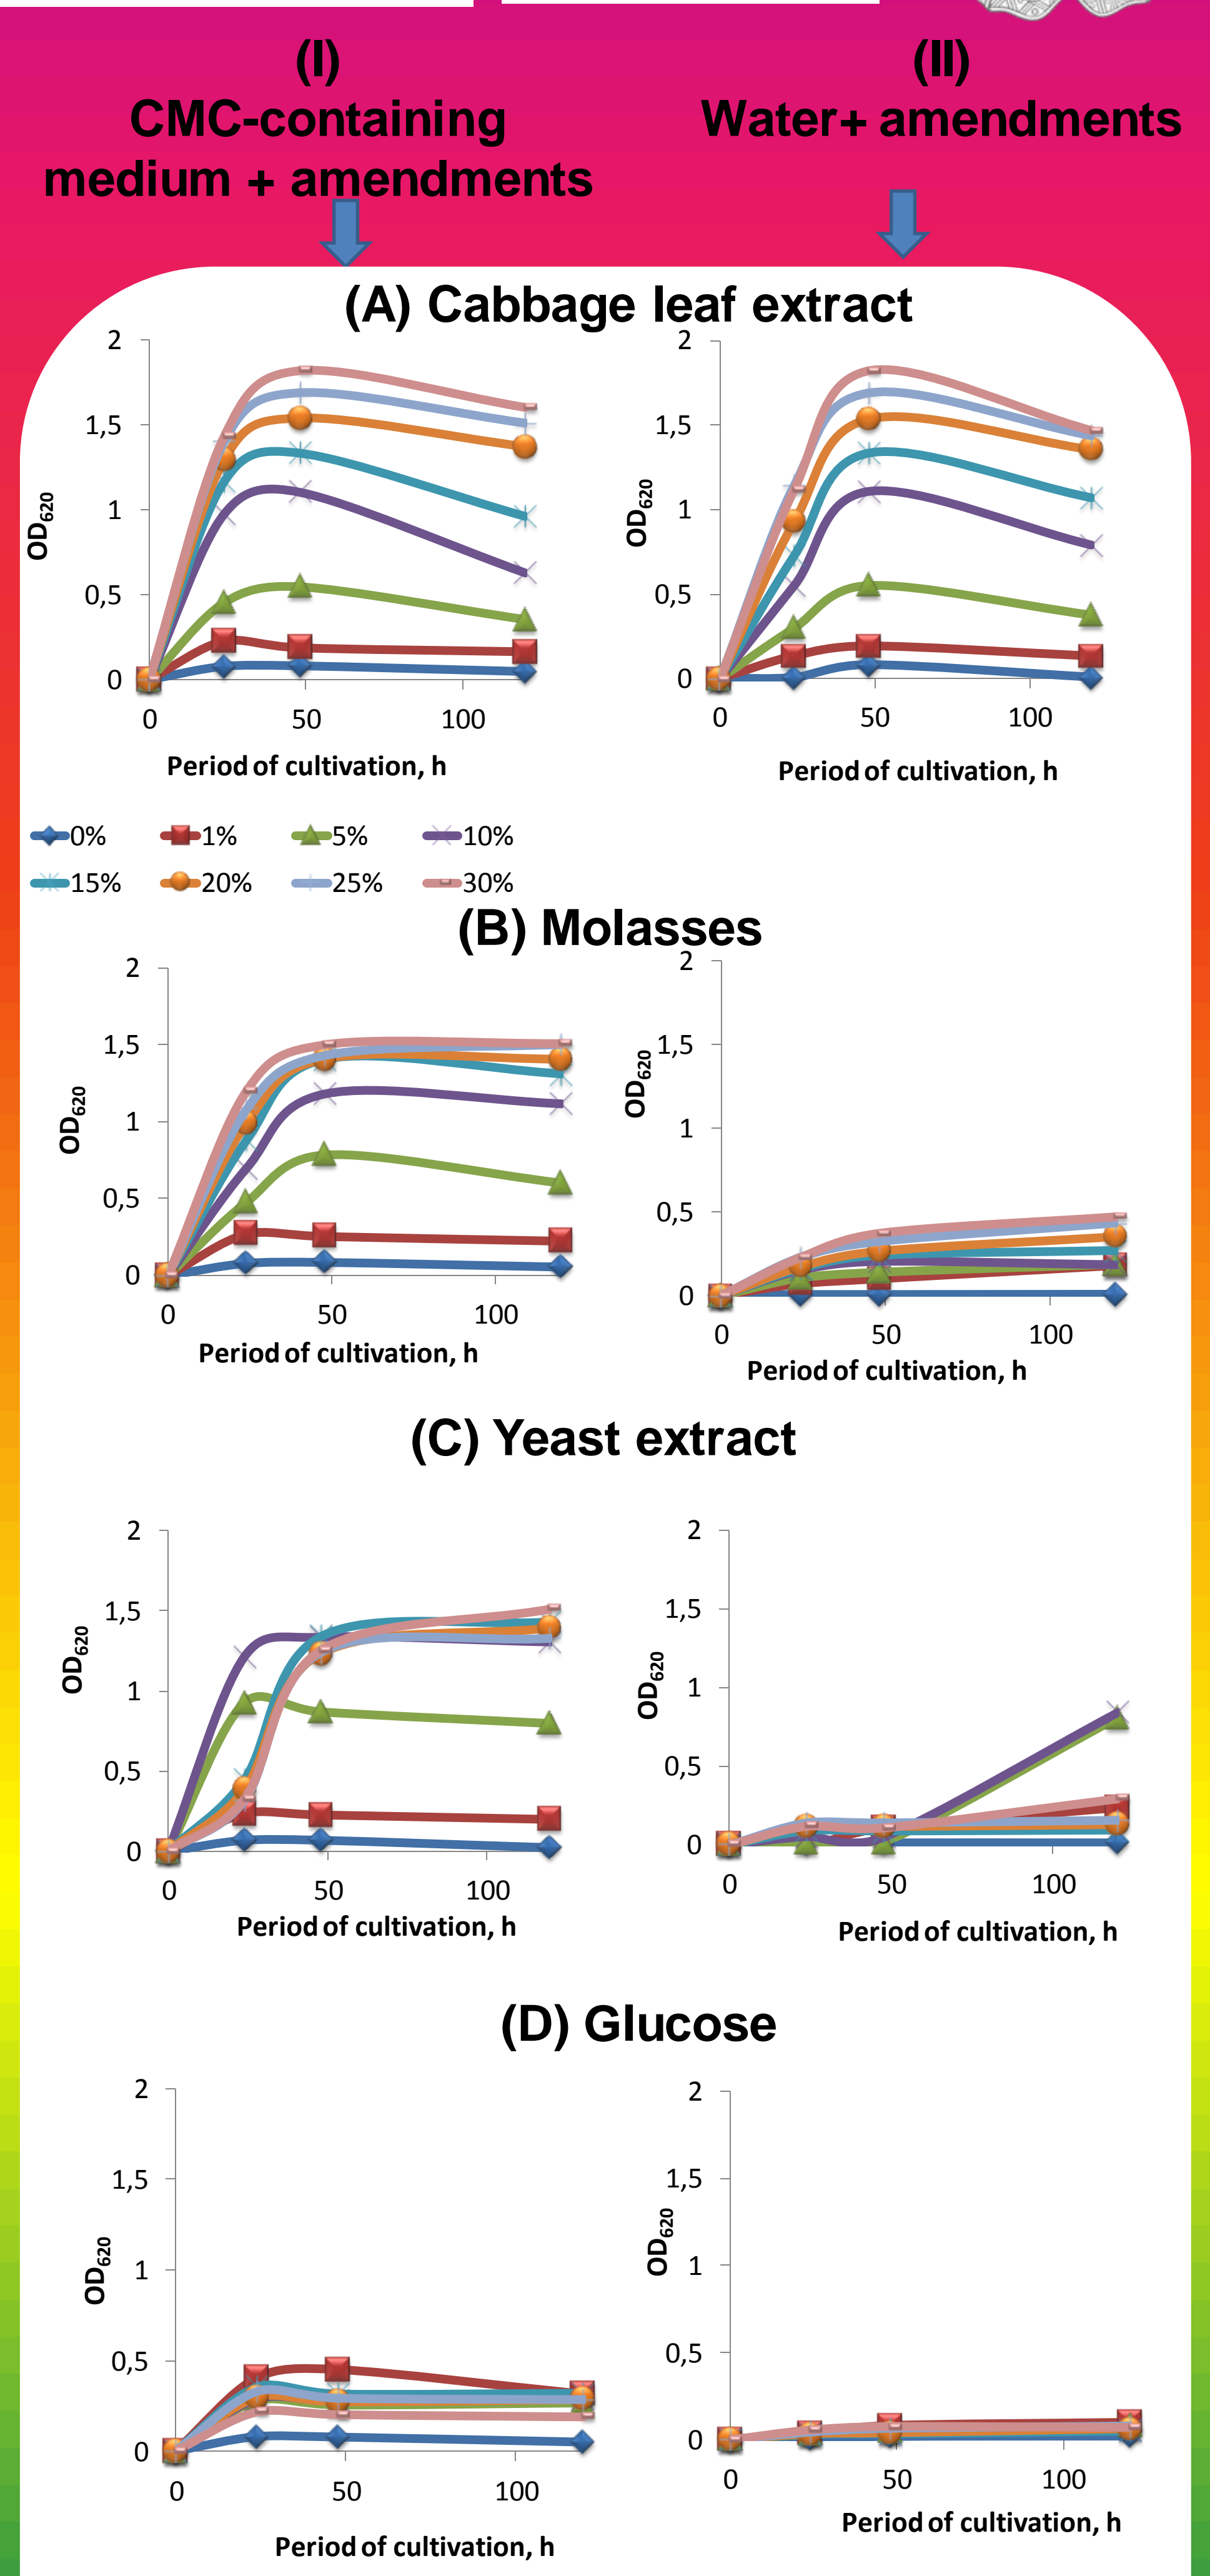 (I)
CMC-containing
medium + amendments
(II)
Water+ amendments
(A) Cabbage leaf extract
2
1,5
1
0,5
0
OD620
0 50 100
Period of cultivation, h
2
1,5
1
0,5
0
OD620
0 50 100
Period of cultivation, h
0% 1% 5% 10%
15% 20% 25% 30%
(B) Molasses
2
1,5
1
0,5
0
OD620
0 50 100
Period of cultivation, h
2
1,5
1
0,5
0
OD620
0 50 100
Period of cultivation, h
(C) Yeast extract
2
1,5
1
0,5
0
OD620
0 50 100
Period of cultivation, h
2
1,5
1
0,5
0
OD620
0 50 100
Period of cultivation, h
(D) Glucose
2
1,5
1
0,5
0
OD620
0 50 100
Period of cultivation, h
2
1,5
1
0,5
0
OD620
0 50 100
Period of cultivation, h